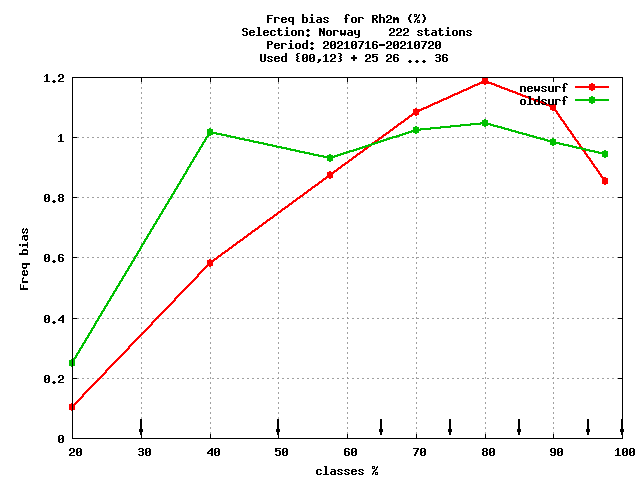 Freq bias  for Rh2m (%)
Selection: Norway    222 stations
Period: 20210716-20210720
Used {00,12} + 25 26 ... 36
newsurf
oldsurf
1.2
1
0.8
0.6
0.4
0.2
0
Freq bias
20 30 40 50 60 70 80 90 100
classes %